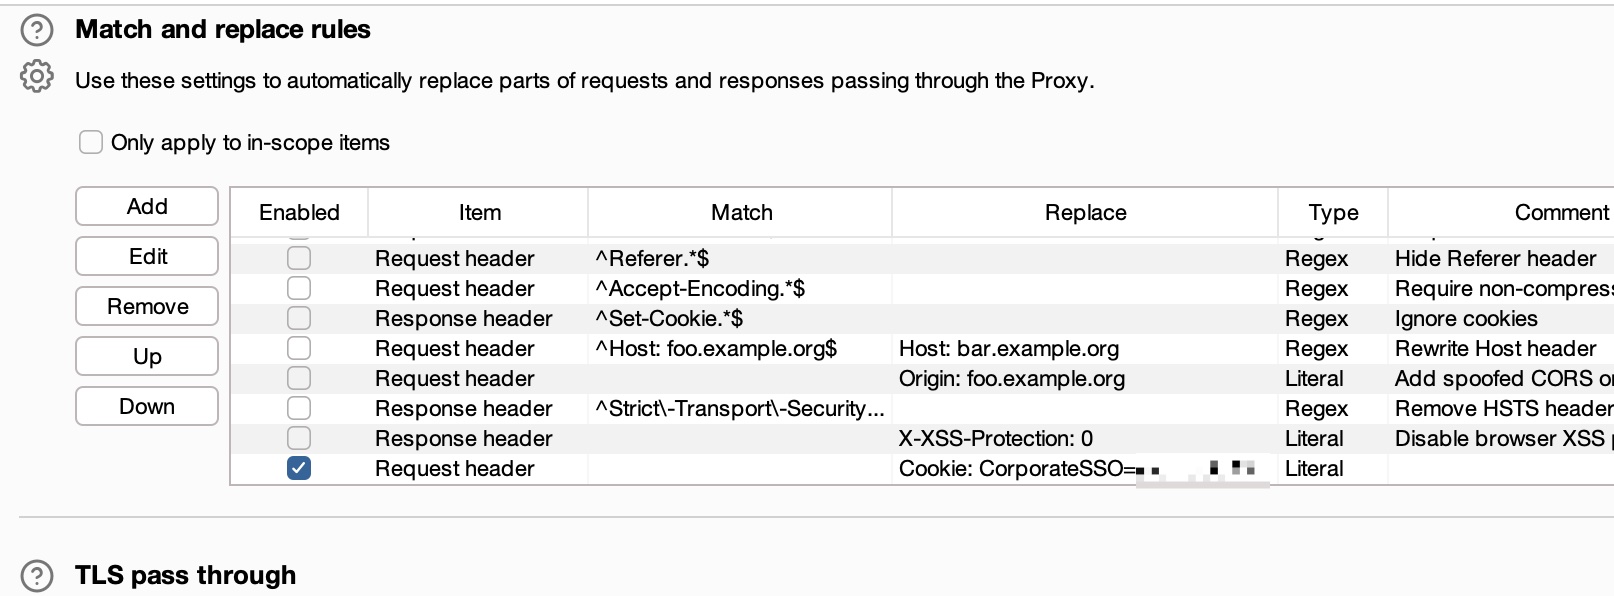 Match and replace rules
Use these settings to automatically replace parts of requests and responses passing through the Proxy.
Only apply to in-scope items
Add
Edit
Remove
Up
Down
Enabled Item Match Replace Type Comment
Request header ^Referer.*$ Regex Hide Referer header
Request header ^Accept-Encoding.*$ Regex Require non-compress
Response header ^Set-Cookie.*$ Regex Ignore cookies
Request header ^Host: foo.example.org$ Host: bar.example.org Regex Rewrite Host header
Request header Origin: foo.example.org Literal Add spoofed CORS or
Response header ^Strict\-Transport\-Security... Regex Remove HSTS header
Response header X-XSS-Protection: 0 Literal Disable browser XSS p
Request header Cookie: CorporateSSO= Literal
TLS pass through